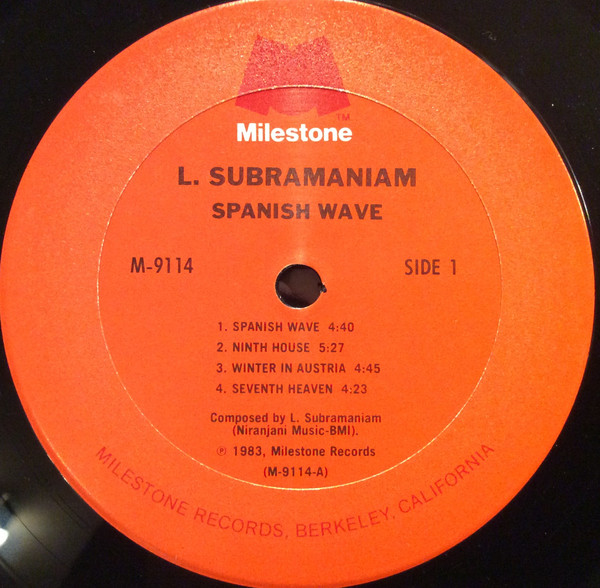 TM
Milestone
L. SUBRAMANIAM
SPANISH WAVE
M-9114
SIDE 1
1. SPANISH WAVE 4:40
2. NINTH HOUSE 5:27
3. WINTER IN AUSTRIA 4:45
4. SEVENTH HEAVEN 4:23
Composed by L. Subramaniam
(Niranjani Music-BMI).
℗ 1983, Milestone Records
(M-9114-A)
MILESTONE RECORDS, BERKELEY, CALIFORNIA